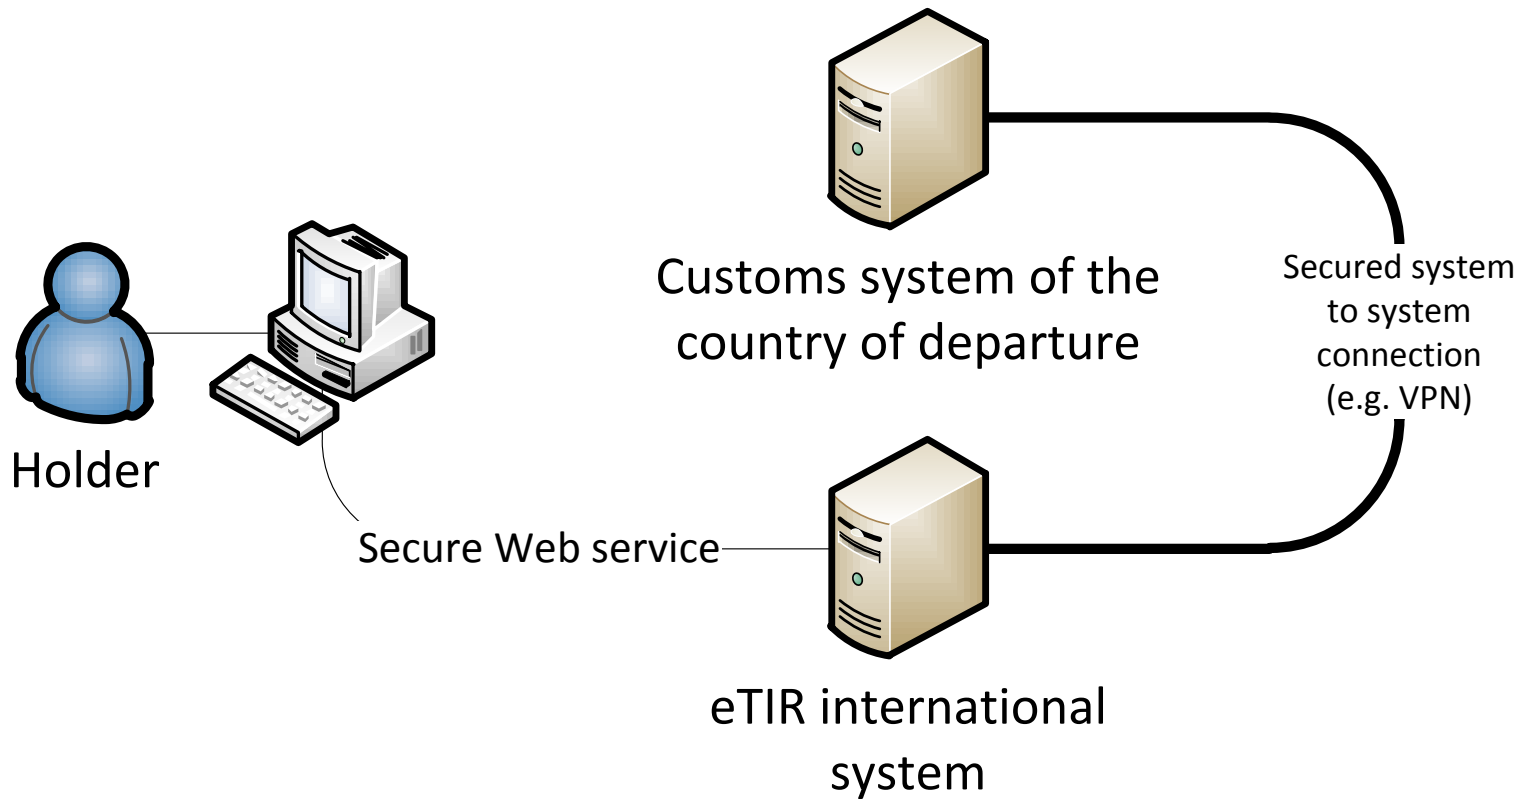 Customs system of the
country of departure
Secured system
to system
connection
(e.g. VPN)
Holder
Secure Web service
eTIR international
system